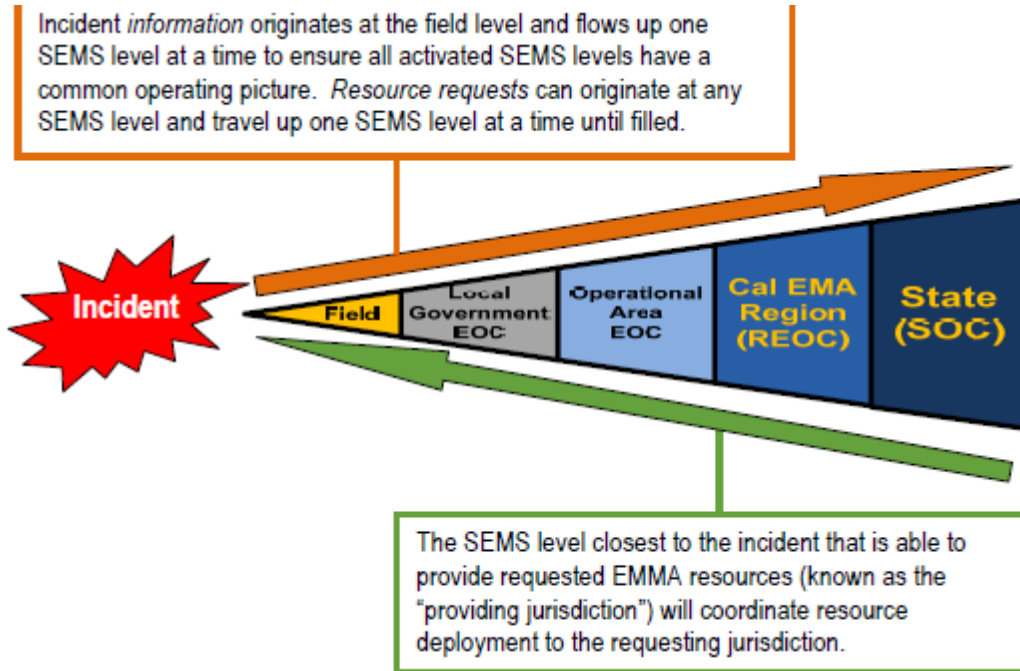 Incident information originates at the field level and flows up one
SEMS level at a time to ensure all activated SEMS levels have a
common operating picture. Resource requests can originate at any
SEMS level and travel up one SEMS level at a time until filled.
Incident
Field
Local
Government
EOC
Operational
Area
EOC
Cal EMA
Region
(REOC)
State
(SOC)
The SEMS level closest to the incident that is able to
provide requested EMMA resources (known as the
“providing jurisdiction”) will coordinate resource
deployment to the requesting jurisdiction.